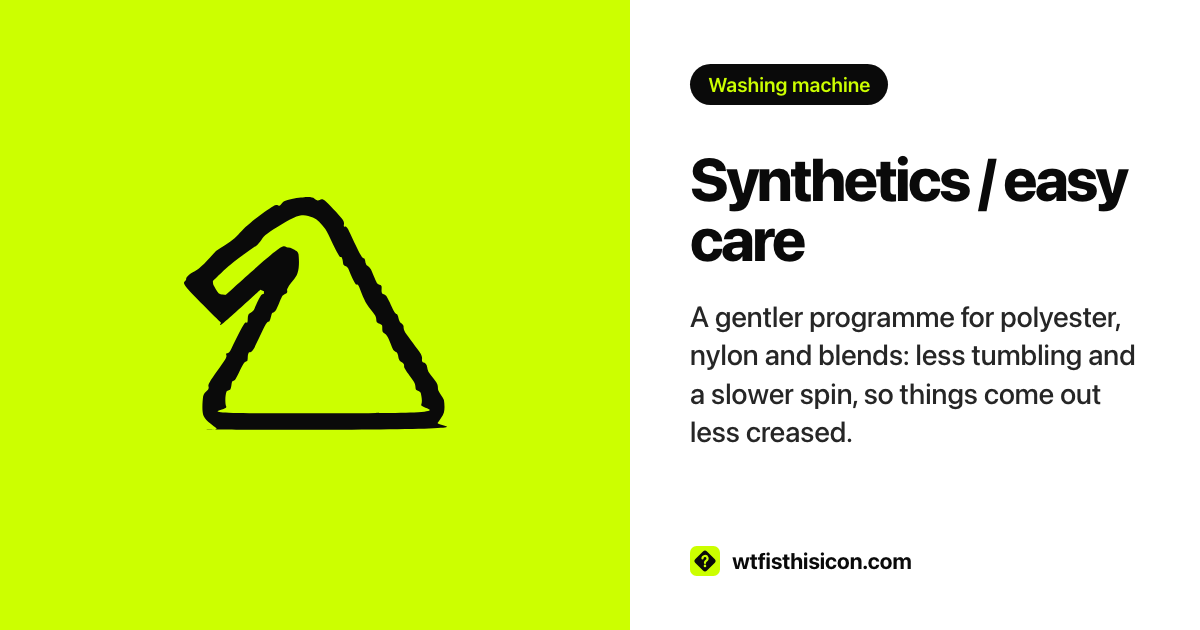 Washing machine
Synthetics / easy
care
A gentler programme for polyester,
nylon and blends: less tumbling and
a slower spin, so things come out
less creased.
?
wtfisthisicon.com